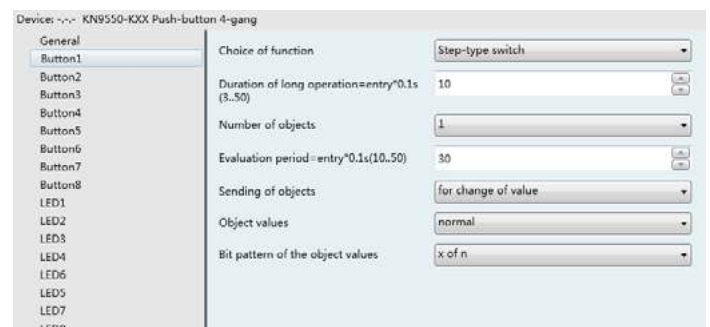 Device: -.-.- KN9550-KXX Push-button 4-gang
General
Button1
Button2
Button3
Button4
Button5
Button6
Button7
Button8
LED1
LED2
LED3
LED4
LED6
LED5
LED7
Choice of function
Step-type switch
Duration of long operation=entry*0.1s
(3..50)
10
Number of objects
1
Evaluation period=entry*0.1s(10..50)
30
Sending of objects
for change of value
Object values
normal
Bit pattern of the object values
x of n